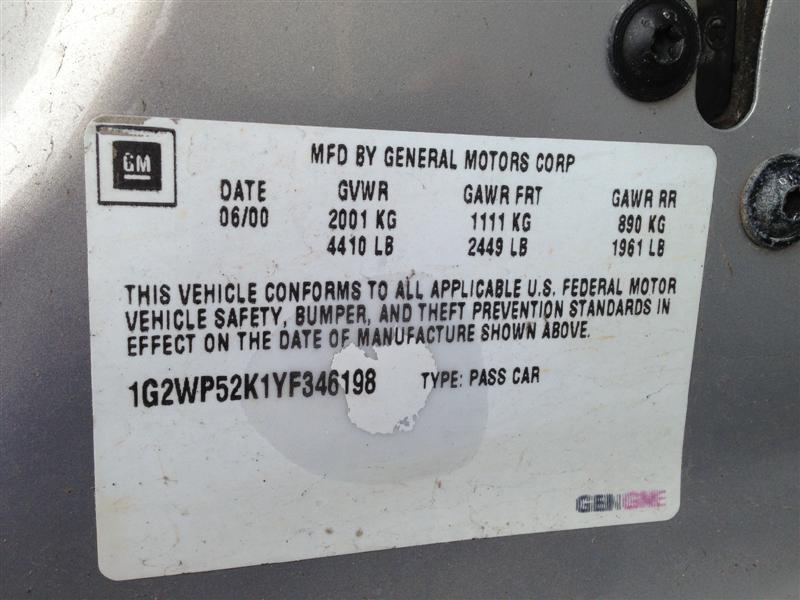 GM
MFD BY GENERAL MOTORS CORP
DATE GVWR GAWR FRT GAWR RR
06/00 2001 KG 1111 KG 890 KG
4410 LB 2449 LB 1961 LB
THIS VEHICLE CONFORMS TO ALL APPLICABLE U.S. FEDERAL MOTOR
VEHICLE SAFETY, BUMPER, AND THEFT PREVENTION STANDARDS IN
EFFECT ON THE DATE OF MANUFACTURE SHOWN ABOVE.
1G2WP52K1YF346198 TYPE: PASS CAR